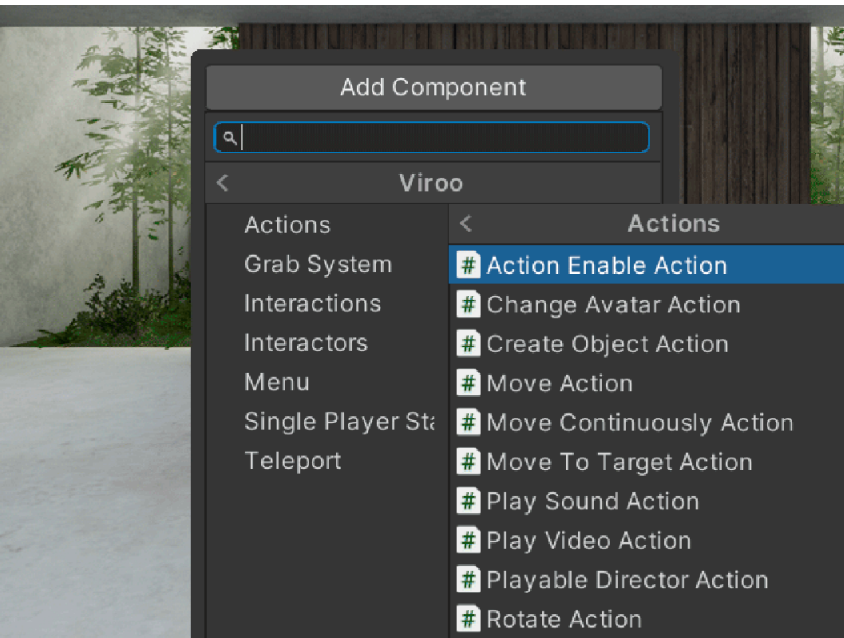 Add Component
Viroo
Actions
Grab System
Interactions
Interactors
Menu
Single Player Sta
Teleport
Actions
# Action Enable Action
# Change Avatar Action
# Create Object Action
# Move Action
# Move Continuously Action
# Move To Target Action
# Play Sound Action
# Play Video Action
# Playable Director Action
# Rotate Action